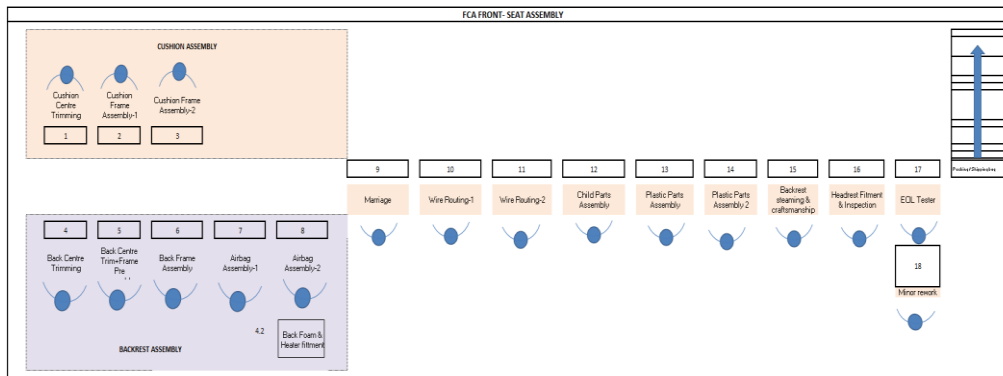 FCA FRONT- SEAT ASSEMBLY
CUSHION ASSEMBLY
Cushion
Centre
Trimming
Cushion
Frame
Assembly-1
Cushion Frame
Assembly-2
1
2
3
9
10
11
12
13
14
15
16
17
Marriage
Wire Routing-1
Wire Routing-2
Child Parts
Assembly
Plastic Parts
Assembly
Plastic Parts
Assembly 2
Backrest
steaming &
craftsmanship
Headrest Fitment
& Inspection
EOL Tester
18
Minor rework
4
5
6
7
8
Back Centre
Trimming
Back Centre
Trim+Frame
Pre
Back Frame
Assembly
Airbag
Assembly-1
Airbag
Assembly-2
4.2
Back Foam &
Heater fittment
BACKREST ASSEMBLY